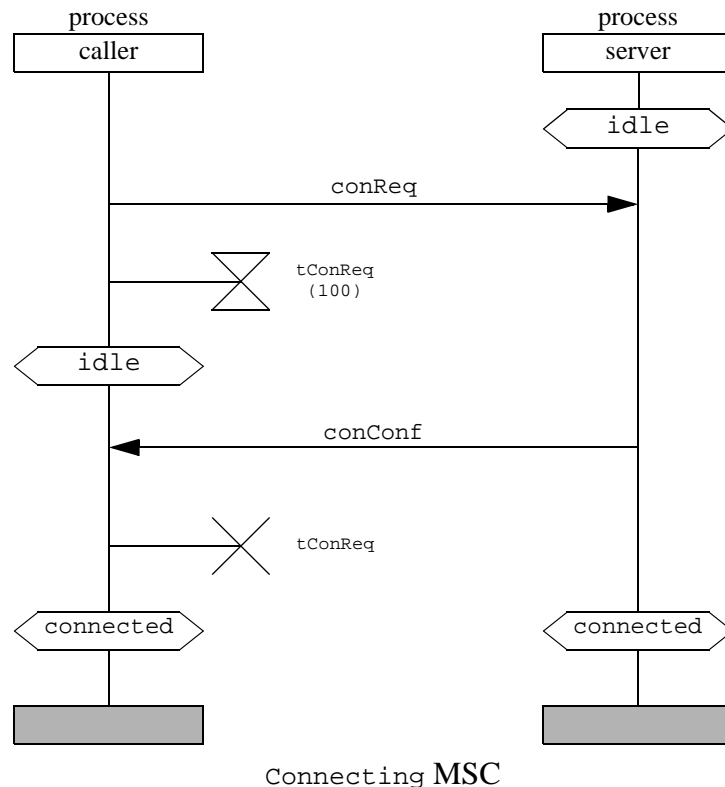 process
process
caller
server
idle
conReq
tConReq
(100)
idle
conConf
tConReq
connected
connected
Connecting MSC